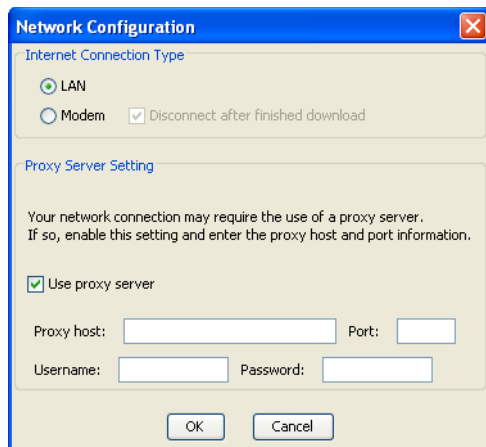 Network Configuration
Internet Connection Type
LAN
Modem Disconnect after finished download
Proxy Server Setting
Your network connection may require the use of a proxy server.
If so, enable this setting and enter the proxy host and port information.
Use proxy server
Proxy host: Port:
Username: Password:
OK Cancel